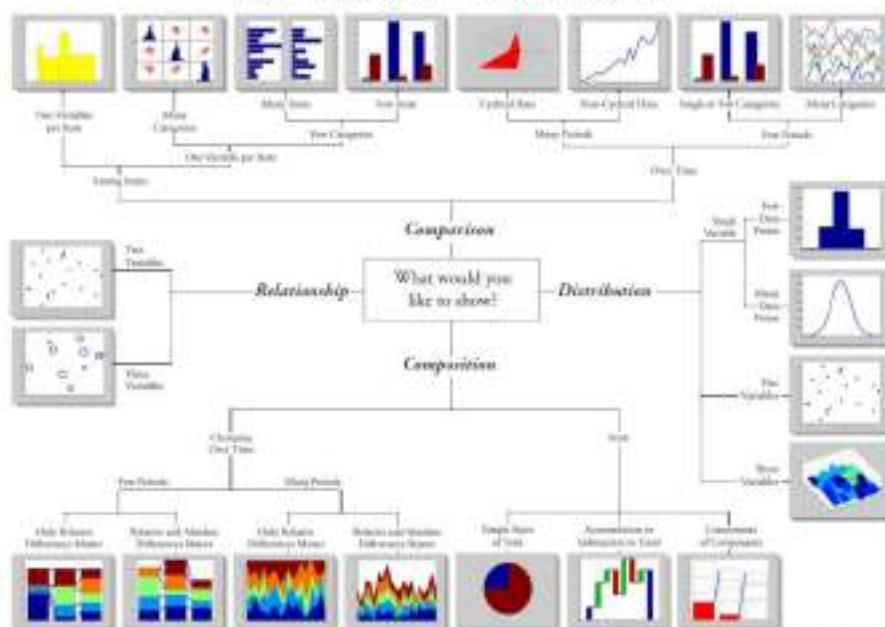 Two Variables
per Item
Many
Categories
Many Items
Few Items
Cyclical Data
Non-Cyclical Data
Single or Few Categories
Many Categories
Few Categories
Many Periods
Few Periods
One Variable per Item
Among Items
Over Time
Comparison
Two
Variables
Relationship
What would you
like to show?
Distribution
Single
Variable
Few
Data
Points
Many
Data
Points
Three
Variables
Composition
Two
Variables
Changing
Over Time
Static
Three
Variables
Few Periods
Many Periods
Only Relative
Differences Matter
Relative and Absolute
Differences Matter
Only Relative
Differences Matter
Relative and Absolute
Differences Matter
Simple Share
of Total
Accumulation or
Subtraction to Total
Components
of Components